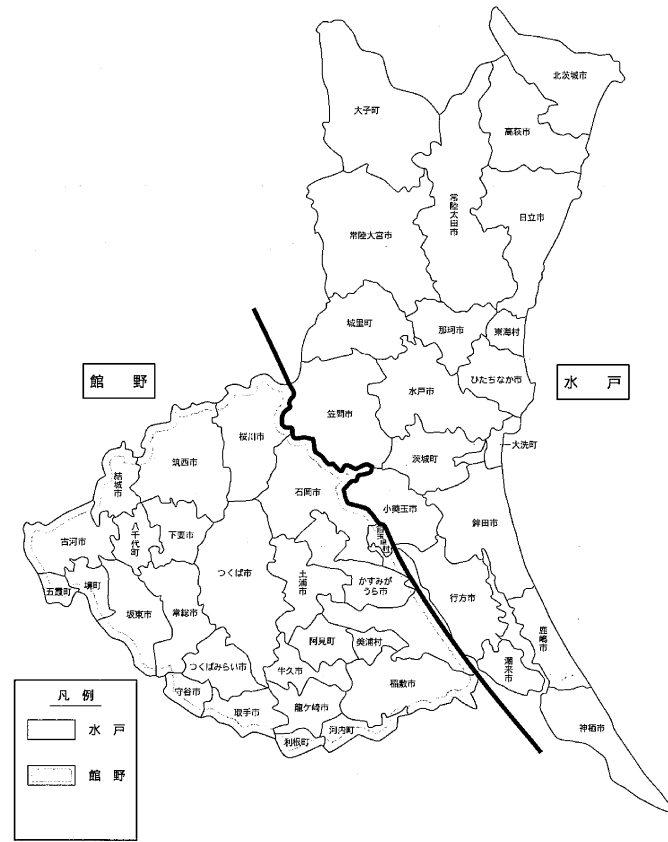 北茨城市
大子町
高萩市
常陸太田市
日立市
常陸大宮市
城里町
那珂市
東海村
館 野
ひたちなか市
水 戸
水戸市
笠間市
桜川市
大洗町
茨城町
筑西市
結城市
石岡市
小美玉市
鉾田市
八千代町
下妻市
古河市
つくば市
土浦市
かすみが
うら市
五霞町
境町
行方市
坂東市
常総市
鹿嶋市
阿見町
美浦村
つくばみらい市
牛久市
潮来市
稲敷市
守谷市
取手市
龍ケ崎市
神栖市
河内町
利根町
凡 例
水 戸
館 野